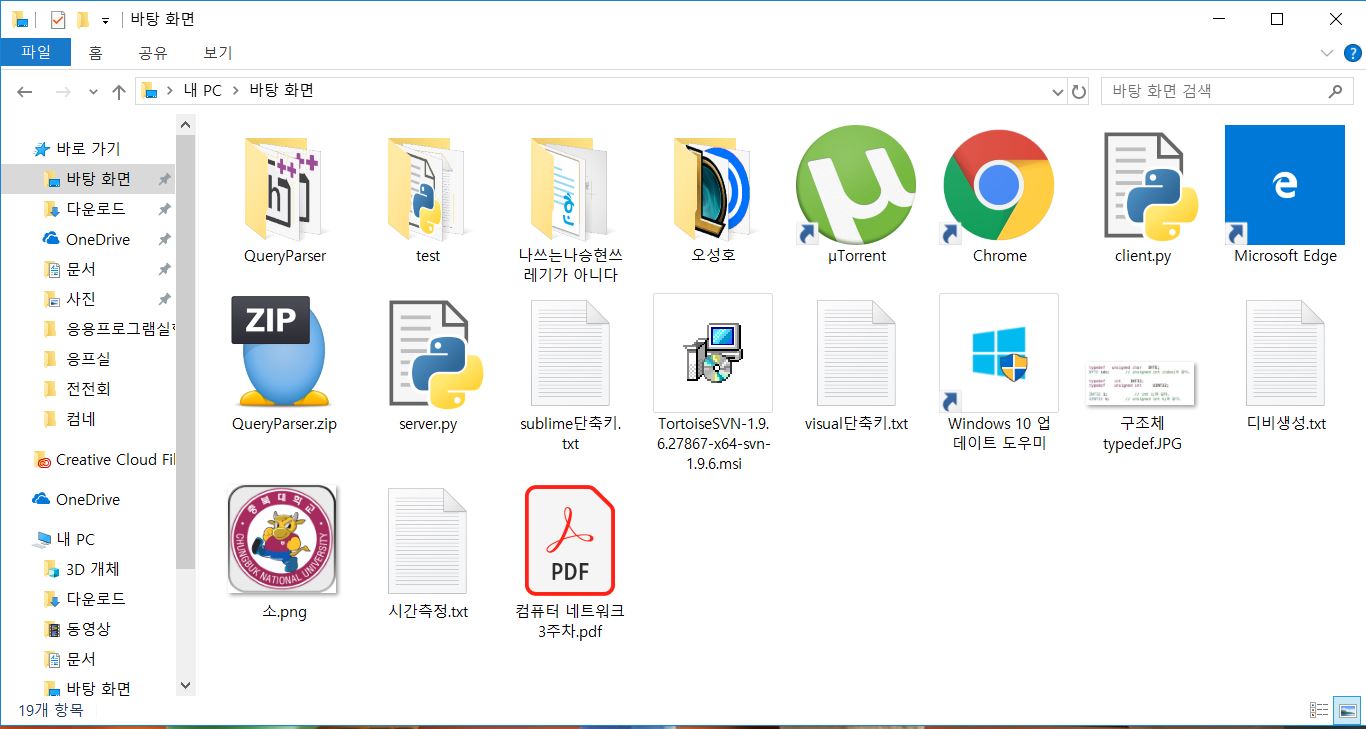 바탕 화면
파일
홈
공유
보기
내 PC
바탕 화면
바탕 화면 검색
바로 가기
바탕 화면
다운로드
OneDrive
문서
사진
응용프로그램실
응프실
전전회
컴네
Creative Cloud Fil
OneDrive
내 PC
3D 개체
다운로드
동영상
문서
바탕 화면
QueryParser
test
나쓰는나승현쓰
레기가 아니다
오성호
µTorrent
Chrome
client.py
Microsoft Edge
ZIP
QueryParser.zip
server.py
sublime단축키.
txt
TortoiseSVN-1.9.
6.27867-x64-svn-
1.9.6.msi
visual단축키.txt
Windows 10 업
데이트 도우미
구조체
typedef.JPG
디비생성.txt
충북대학교
CHUNGBUK NATIONAL UNIVERSITY
소.png
시간측정.txt
PDF
컴퓨터 네트워크
3주차.pdf
19개 항목